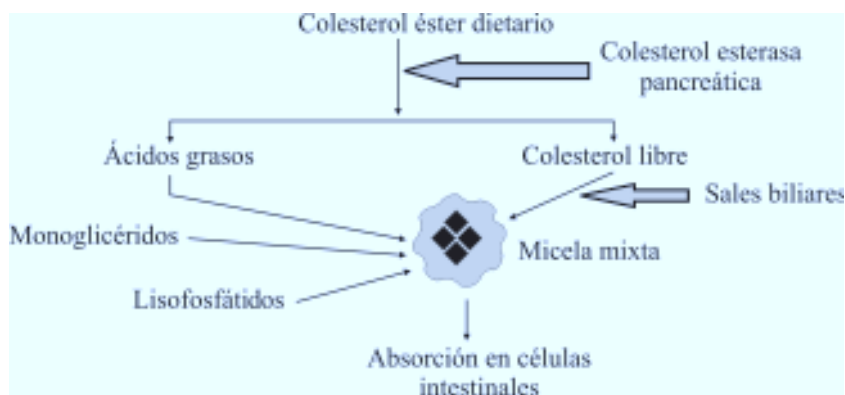 Colesterol éster dietario
Colesterol esterasa
pancreática
Ácidos grasos
Colesterol libre
Sales biliares
Monoglicéridos
Micela mixta
Lisofosfátidos
Absorción en células
intestinales